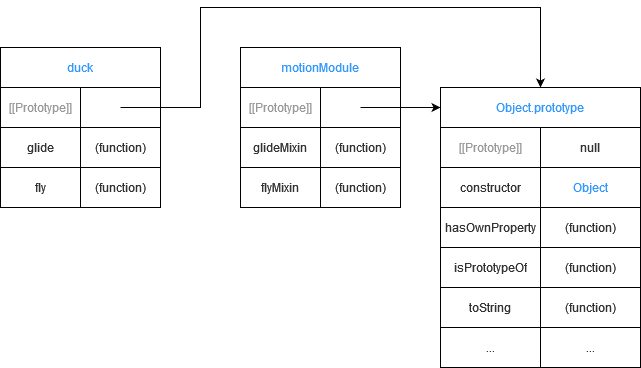 duck
[[Prototype]]
glide (function)
fly (function)
motionModule
[[Prototype]]
glideMixin (function)
flyMixin (function)
Object.prototype
[[Prototype]] null
constructor Object
hasOwnProperty (function)
isPrototypeOf (function)
toString (function)
... ...